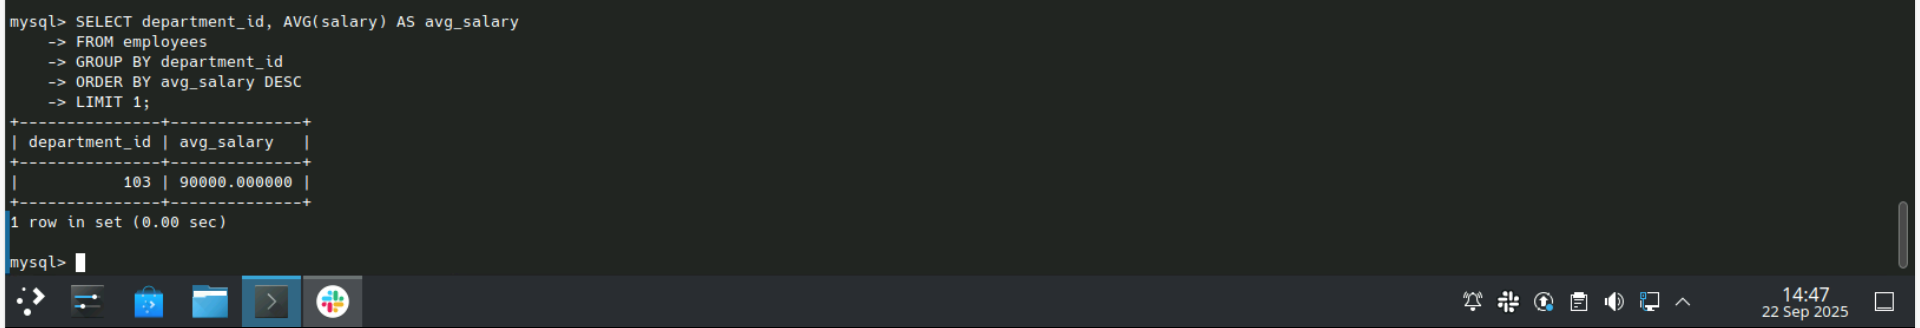 mysql> SELECT department_id, AVG(salary) AS avg_salary
    -> FROM employees
    -> GROUP BY department_id
    -> ORDER BY avg_salary DESC
    -> LIMIT 1;
+---------------+--------------+
| department_id | avg_salary   |
+---------------+--------------+
|           103 | 90000.000000 |
+---------------+--------------+
1 row in set (0.00 sec)
mysql>
14:47
22 Sep 2025